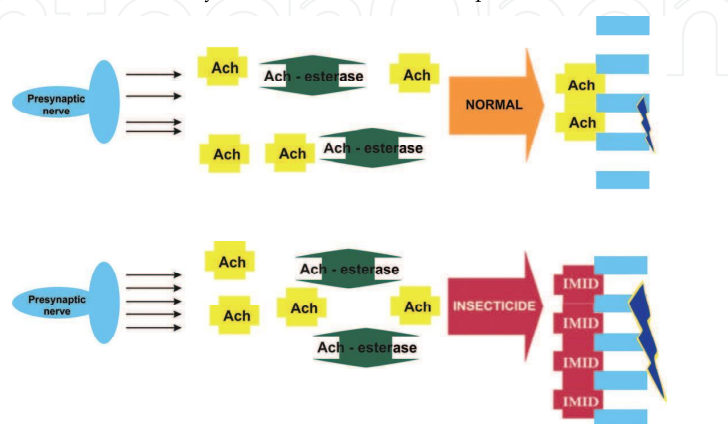 Presynaptic
nerve
Ach
Ach - esterase
Ach
Ach
Ach
Ach - esterase
NORMAL
Ach
Ach
Presynaptic
nerve
Ach
Ach
Ach
Ach - esterase
Ach
Ach - esterase
INSECTICIDE
IMID
IMID
IMID
IMID